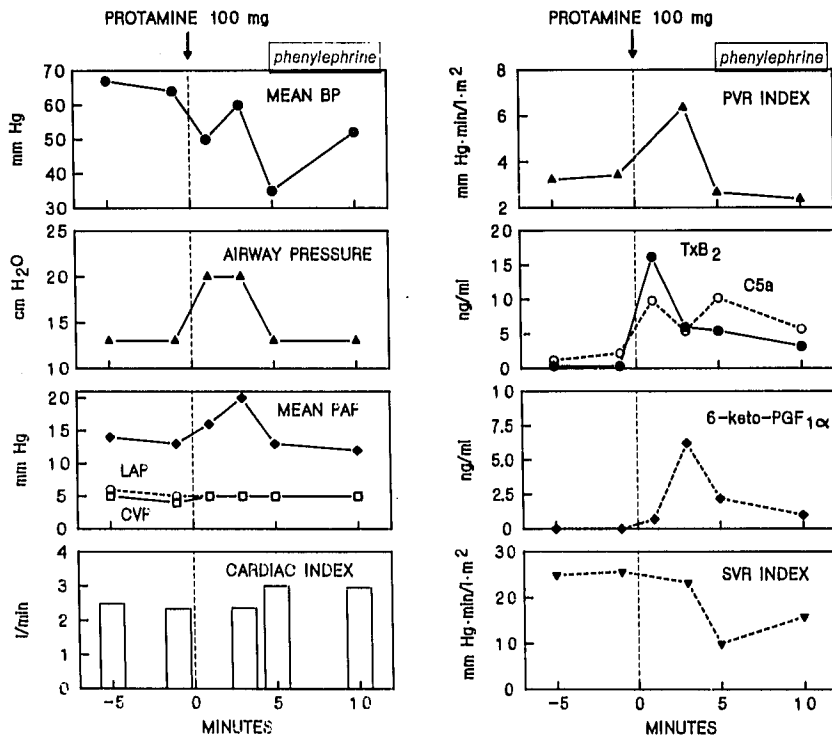 PROTAMINE 100 mg
phenylephrine
MEAN BP
mm Hg
70
60
50
40
30
AIRWAY PRESSURE
cm H2O
25
20
15
10
MEAN PAP
mm Hg
20
15
10
5
0
LAP
CVP
CARDIAC INDEX
l/min
4
3
2
1
0
-5
0
5
10
MINUTES
PROTAMINE 100 mg
phenylephrine
PVR INDEX
mm Hg·min/l·m2
8
6
4
2
TxB2
C5a
ng/ml
20
15
10
5
0
6-keto-PGF1α
ng/ml
1 0
7.5
5.0
2.5
0
SVR INDEX
mm Hg·min/l·m2
30
20
10
0
-5
0
5
10
MINUTES